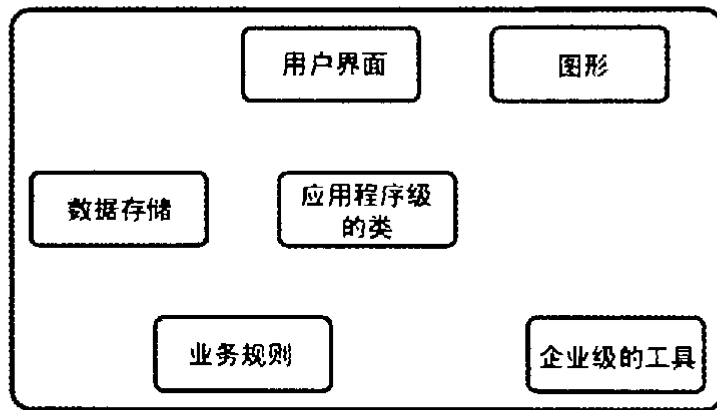 用户界面
图形
数据存储
应用程序级
的类
业务规则
企业级的工具